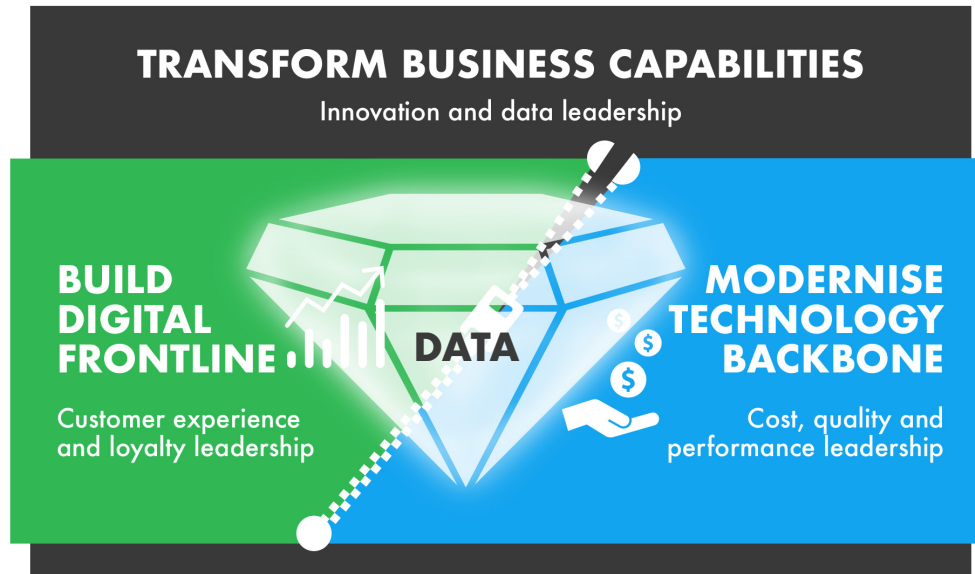 TRANSFORM BUSINESS CAPABILITIES
Innovation and data leadership
BUILD
DIGITAL
FRONTLINE
Customer experience
and loyalty leadership
DATA
$
$
$
MODERNISE
TECHNOLOGY
BACKBONE
Cost, quality and
performance leadership